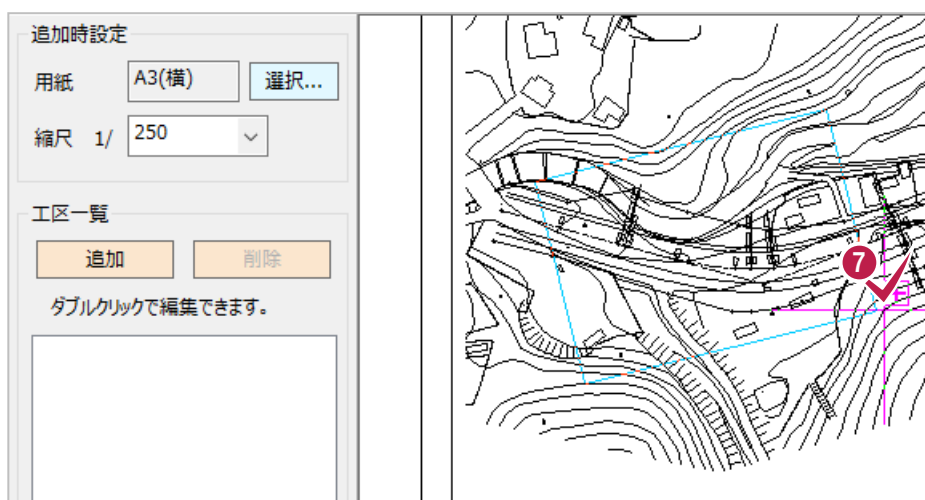 追加時設定
用紙 A3(横) 選択...
縮尺 1/ 250
工区一覧
追加 削除
ダブルクリックで編集できます。
7
E